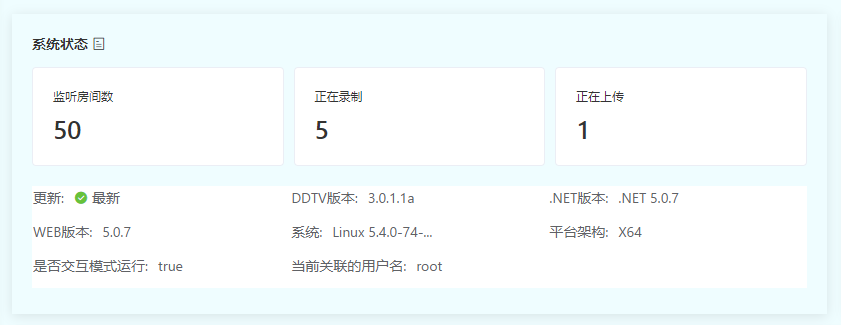 系统状态
监听房间数 正在录制 正在上传
50 5 1
更新: 最新 DDTV版本: 3.0.1.1a .NET版本: .NET 5.0.7
WEB版本: 5.0.7 系统: Linux 5.4.0-74-... 平台架构: X64
是否交互模式运行: true 当前关联的用户名: root